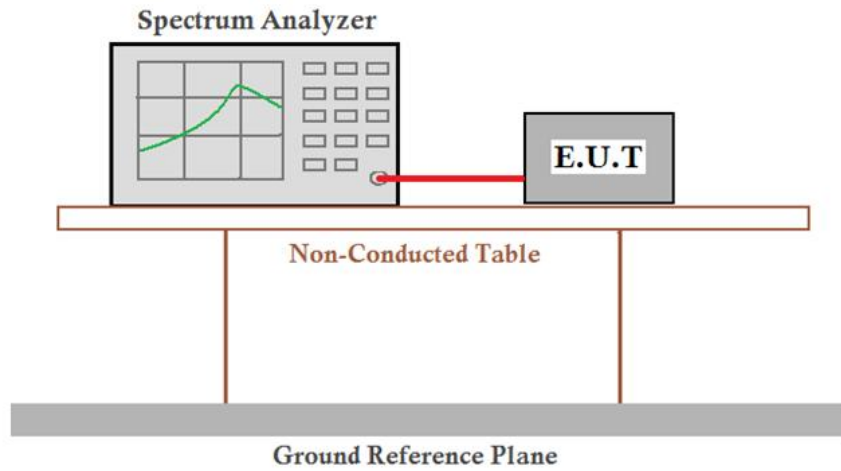 Spectrum Analyzer
E.U.T
Non-Conducted Table
Ground Reference Plane